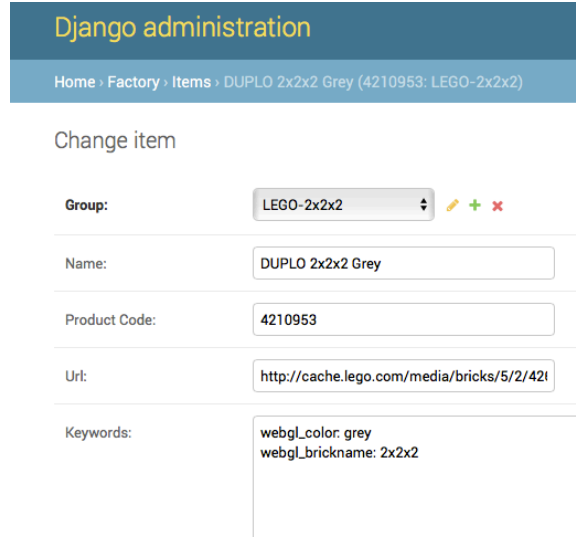 Django administration
Home › Factory › Items › DUPLO 2x2x2 Grey (4210953: LEGO-2x2x2)
Change item
Group: LEGO-2x2x2
Name: DUPLO 2x2x2 Grey
Product Code: 4210953
Url: http://cache.lego.com/media/bricks/5/2/42
Keywords: webgl_color: grey
webgl_brickname: 2x2x2